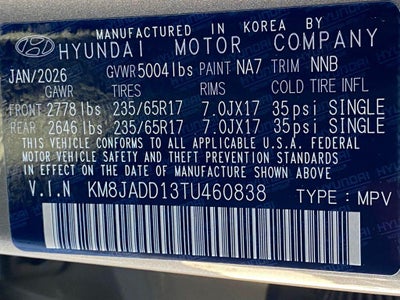 MANUFACTURED IN KOREA BY
HYUNDAI MOTOR COMPANY
JAN/2026 GVWR 5004 lbs PAINT NA7 TRIM NNB
GAWR TIRES RIMS COLD TIRE INFL
FRONT 2778 lbs 235/65R17 7.0JX17 35psi SINGLE
REAR 2646 lbs 235/65R17 7.0JX17 35psi SINGLE
THIS VEHICLE CONFORMS TO ALL APPLICABLE U.S.A. FEDERAL
MOTOR VEHICLE SAFETY AND THEFT PREVENTION STANDARDS
IN EFFECT ON THE DATE OF MANUFACTURE SHOWN ABOVE.
V.I.N KM8JADD13TU460838 TYPE : MPV